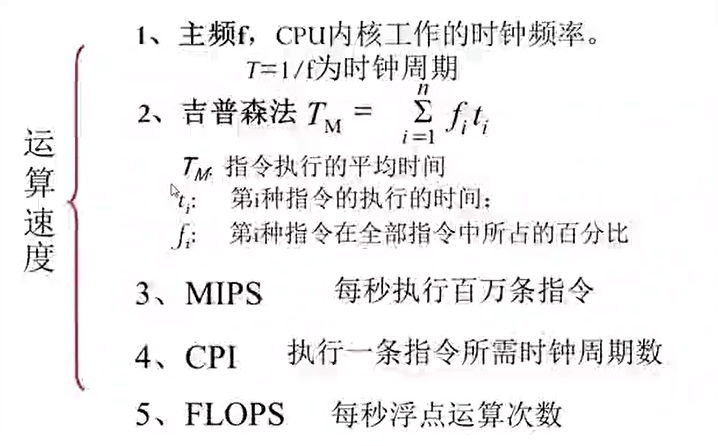 运算速度
1、主频f，CPU内核工作的时钟频率。
T=1/f为时钟周期
2、吉普森法 T_M = \sum_{i=1}^{n} f_i t_i
T_M: 指令执行的平均时间
t_i: 第i种指令的执行的时间；
f_i: 第i种指令在全部指令中所占的百分比
3、MIPS 每秒执行百万条指令
4、CPI 执行一条指令所需时钟周期数
5、FLOPS 每秒浮点运算次数